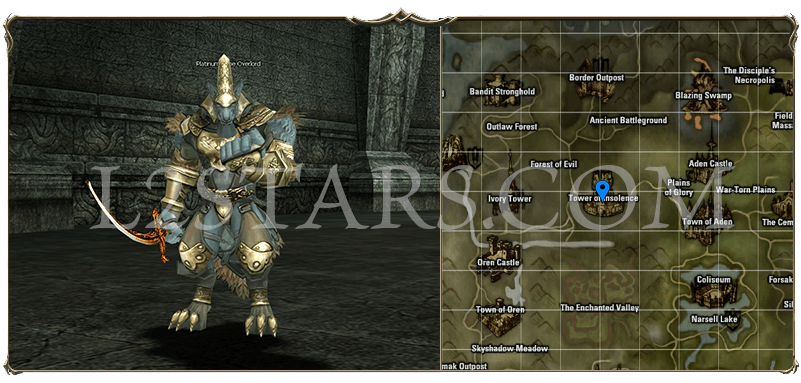 Platinum Overlord
L2STARS.COM
The Disciple's
Necropolis
Border Outpost
Bandit Stronghold
Blazing Swamp
Field
Massa
Ancient Battleground
Outlaw Forest
Forest of Evil
Aden Castle
Plains
of Glory
War-Torn Plains
Ivory Tower
Tower of Insolence
Town of Aden
The Cem
Oren Castle
Coliseum
Forsak
Town of Oren
The Enchanted Valley
Sil
Narsell Lake
Skyshadow Meadow
mak Outpost